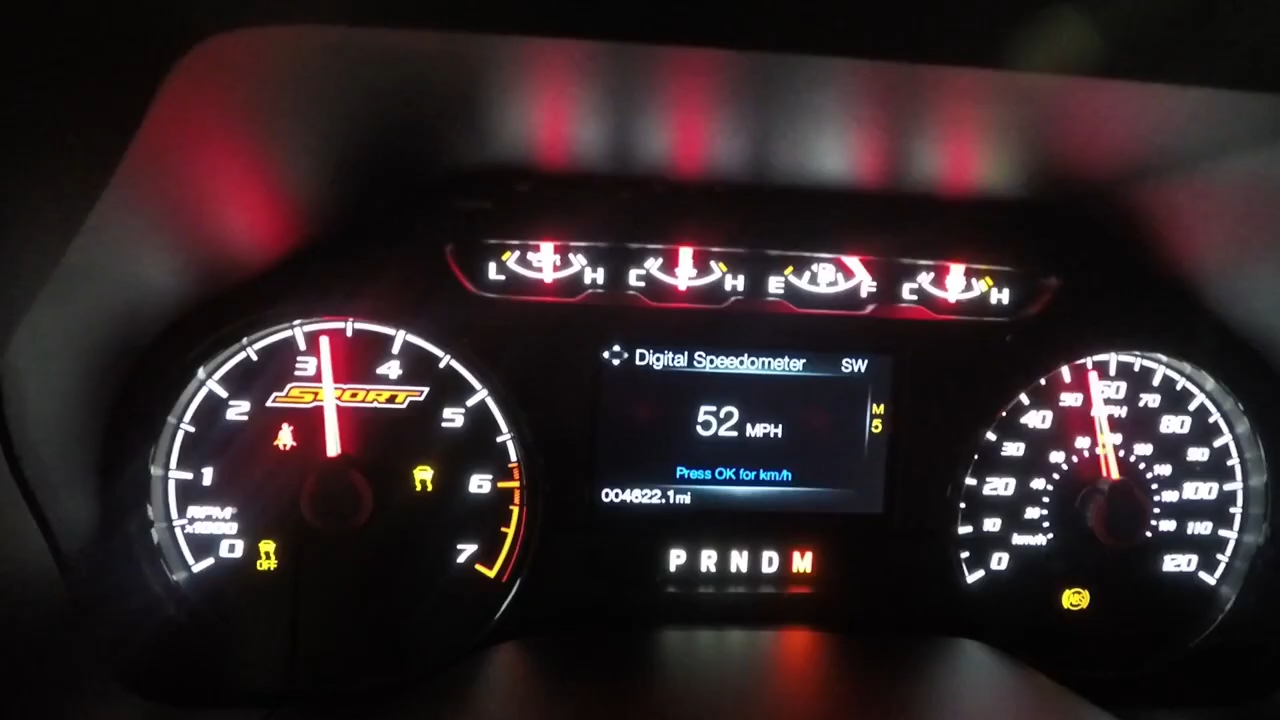 L H C H E F C H
Digital Speedometer SW
52 MPH
M
5
Press OK for km/h
004622.1mi
P R N D M
0 1 2 3 4 5 6 7
SPORT
RPM
x1000
OFF
0 10 20 30 40 50 60 70 80 90 100 110 120
MPH
km/h
ABS